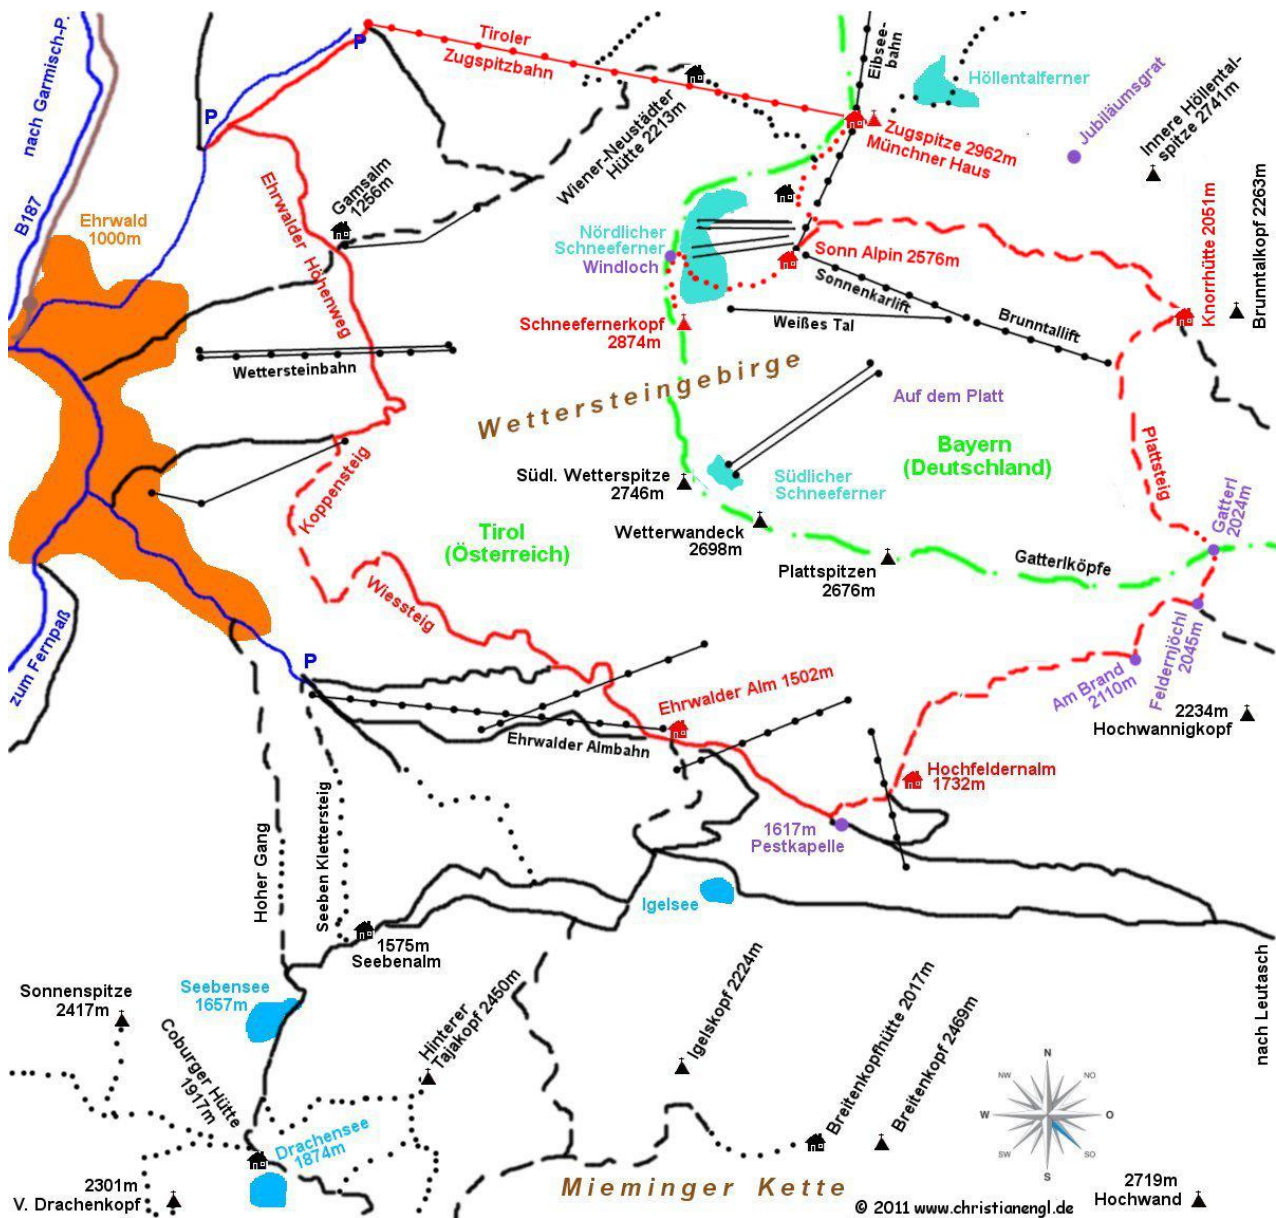 nach Garmisch-P.
B187
P
P
Tiroler
Zugspitzbahn
Eibsee-
bahn
Höllentalferner
Jubiläumsgrat
Innere Höllental-
spitze 2741m
Wiener-Neustädter
Hütte 2213m
Zugspitze 2962m
Münchner Haus
Ehrwald
1000m
Ehrwalder Höhenweg
Gamsalm
1256m
Nördlicher
Schneeferner
Windloch
Sonn Alpin 2576m
Sonnenkarlift
Brunntallift
Knorrhütte 2051m
Brunntalkopf 2263m
Schneefernerkopf
2874m
Weißes Tal
Wettersteinbahn
Wettersteingebirge
Auf dem Platt
Bayern
(Deutschland)
Plattsteig
Koppensteig
Südl. Wetterspitze
2746m
Südlicher
Schneeferner
Gatterl
2024m
Tirol
(Österreich)
Wetterwandeck
2698m
Plattspitzen
2676m
Gatterlköpfe
Wiessteig
zum Fernpaß
P
Ehrwalder Alm 1502m
Am Brand
2110m
Feldernjöchl
2045m
2234m
Hochwannigkopf
Ehrwalder Almbahn
Hochfeldernalm
1732m
1617m
Pestkapelle
Hoher Gang
Seeben Klettersteig
Igelsee
1575m
Seebenalm
Seebensee
1657m
Sonnenspitze
2417m
Coburger Hütte
1917m
Hinterer
Tajakopf 2450m
Igelskopf 2224m
Breitenkopfhütte 2017m
Breitenkopf 2469m
nach Leutasch
N
NW
NO
W
O
SW
SO
S
Drachensee
1874m
2301m
V. Drachenkopf
Mieminger Kette
2719m
Hochwand
© 2011 www.christianengl.de